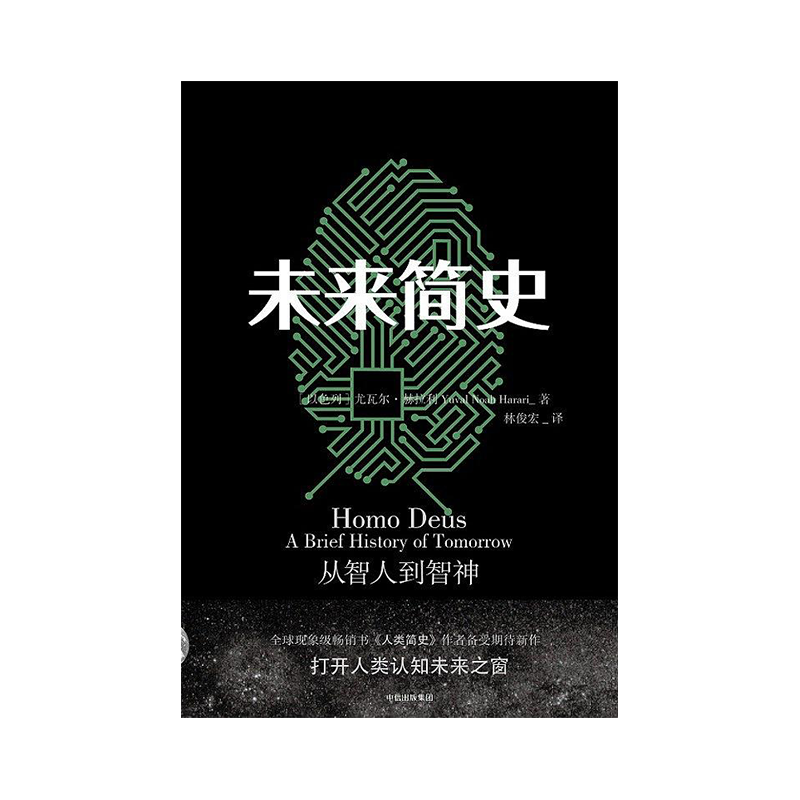 未来简史
［以色列］尤瓦尔·赫拉利 Yuval Noah Harari_ 著
林俊宏 _ 译
Homo Deus
A Brief History of Tomorrow
从智人到智神
全球现象级畅销书《人类简史》作者备受期待新作
打开人类认知未来之窗
中信出版集团